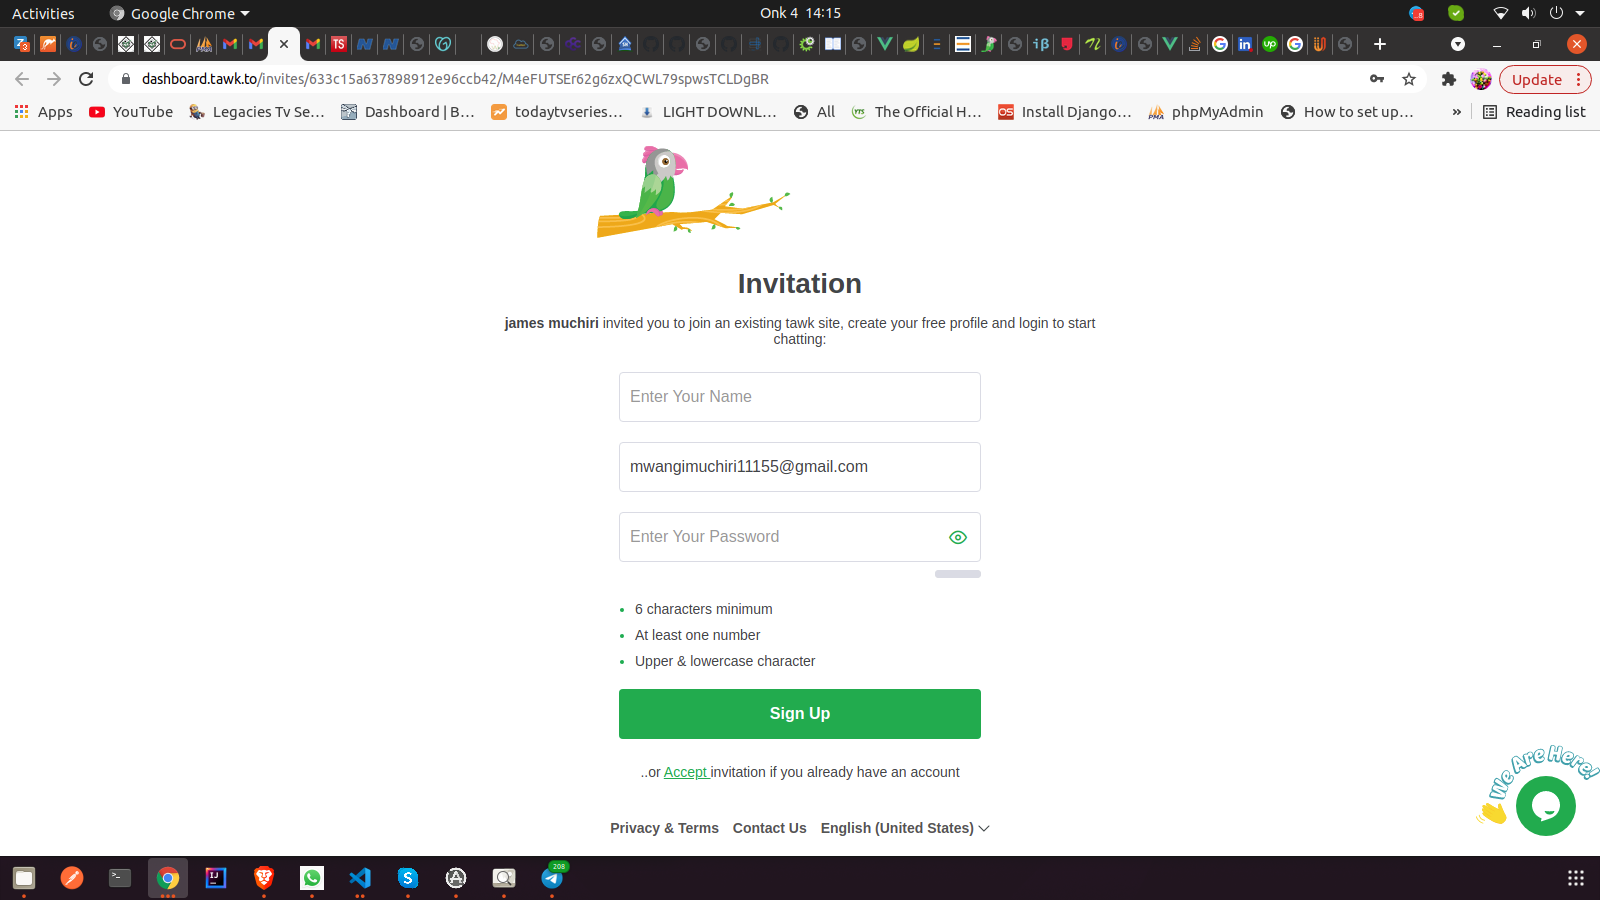 Activities
Google Chrome
Onk 4 14:15
dashboard.tawk.to/invites/633c15a637898912e96ccb42/M4eFUTSEr62g6zxQCWL79spwsTCLDgBR
Update
Apps
YouTube
Legacies Tv Se…
Dashboard | B…
todaytvseries…
LIGHT DOWNL…
All
The Official H…
Install Django…
phpMyAdmin
How to set up…
»
Reading list
Invitation
james muchiri invited you to join an existing tawk site, create your free profile and login to start
chatting:
Enter Your Name
mwangimuchiri11155@gmail.com
Enter Your Password
• 6 characters minimum
• At least one number
• Upper & lowercase character
Sign Up
..or Accept invitation if you already have an account
We Are Here!
Privacy & Terms
Contact Us
English (United States)
208